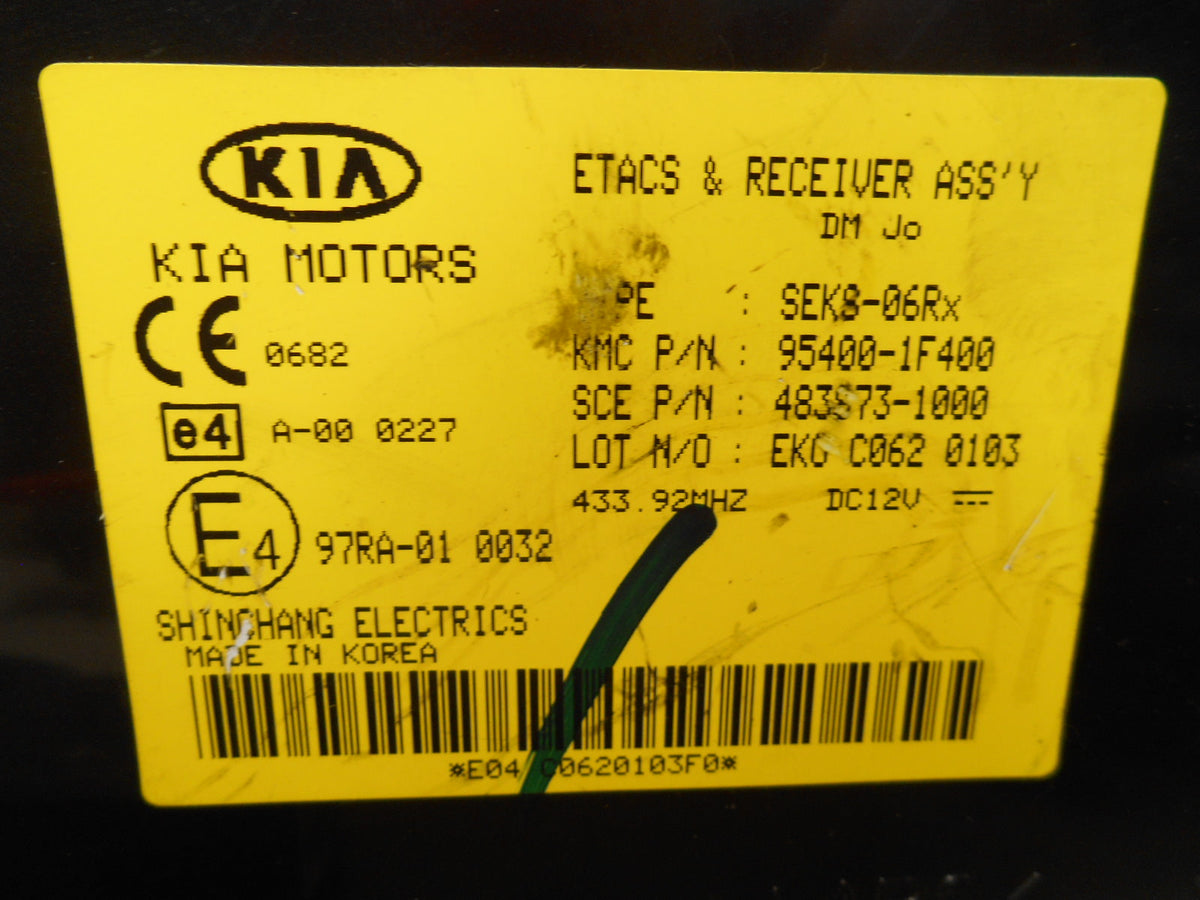 KIA
KIA MOTORS
CE 0682
e4 A-00 0227
E4 97RA-01 0032
SHINCHANG ELECTRICS
MADE IN KOREA
ETACS & RECEIVER ASS'Y
DM Jo
: SEKS-06Rx
KMC P/N : 95400-1F400
SCE P/N : 483S73-1000
LOT N/O : EKG C062 0103
433.92MHZ DC12V
*E04 C0620103F0*